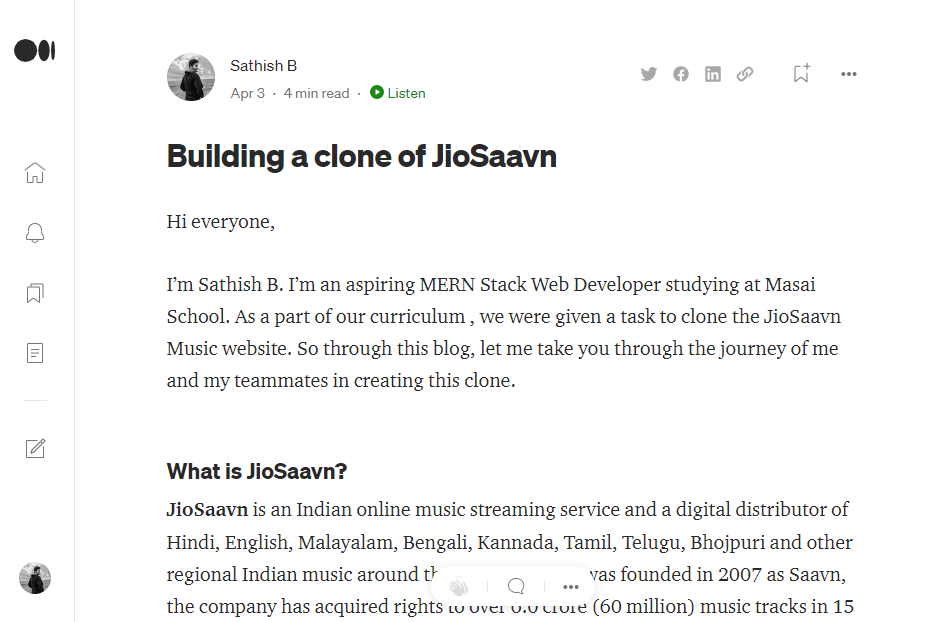 Sathish B
Apr 3 · 4 min read · Listen
Building a clone of JioSaavn
Hi everyone,
I’m Sathish B. I’m an aspiring MERN Stack Web Developer studying at Masai
School. As a part of our curriculum , we were given a task to clone the JioSaavn
Music website. So through this blog, let me take you through the journey of me
and my teammates in creating this clone.
What is JioSaavn?
JioSaavn is an Indian online music streaming service and a digital distributor of
Hindi, English, Malayalam, Bengali, Kannada, Tamil, Telugu, Bhojpuri and other
regional Indian music around was founded in 2007 as Saavn,
the company has acquired rights to over crore (60 million) music tracks in 15